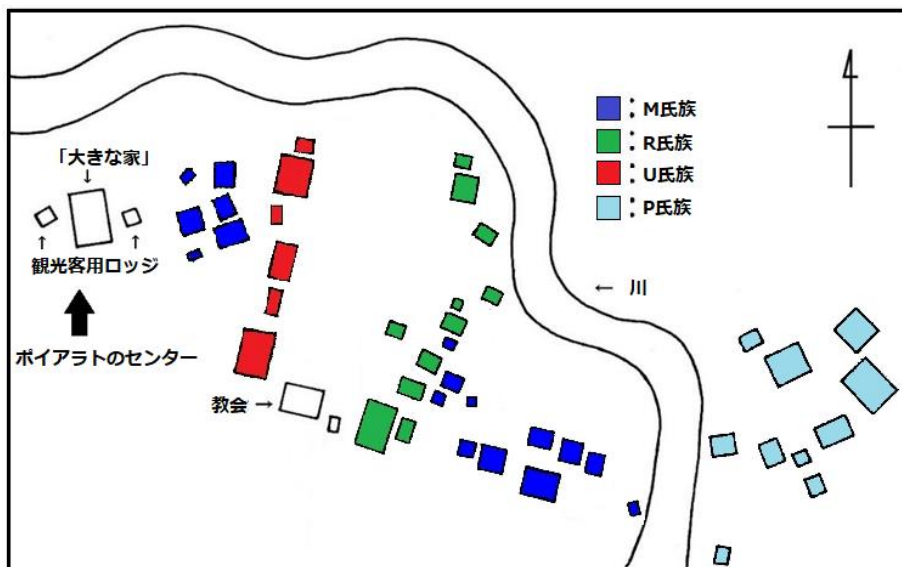 「大きな家」
↓
↑
↑
観光客用ロッジ
ポイアラトのセンター
教会 →
: M氏族
: R氏族
: U氏族
: P氏族
← 川